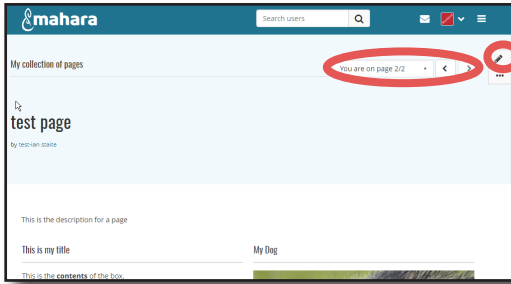 mahara
Search users
My collection of pages
You are on page 2/2
test page
by test-ian staite
This is the description for a page
This is my title
My Dog
This is the contents of the box.